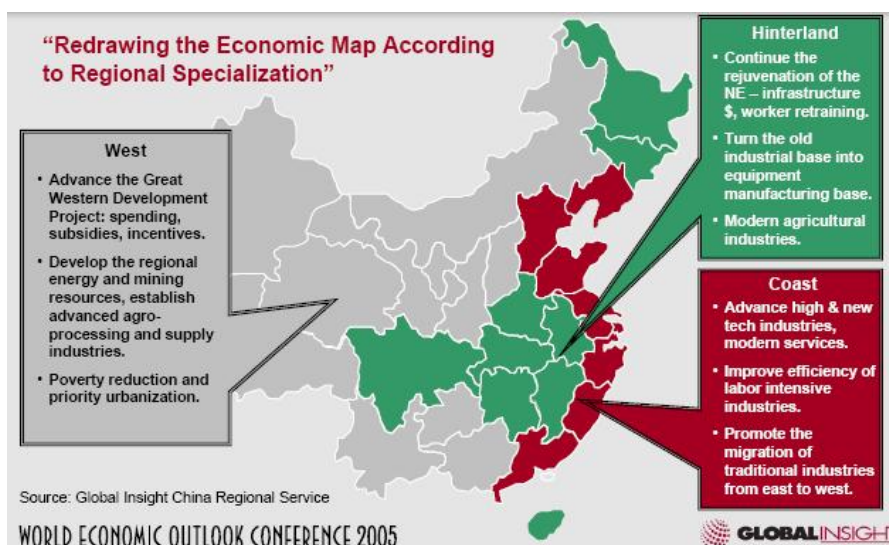 “Redrawing the Economic Map According
to Regional Specialization”
West
• Advance the Great
Western Development
Project: spending,
subsidies, incentives.
• Develop the regional
energy and mining
resources, establish
advanced agro-
processing and supply
industries.
• Poverty reduction and
priority urbanization.
Hinterland
• Continue the
rejuvenation of the
NE – infrastructure
$, worker retraining.
• Turn the old
industrial base into
equipment
manufacturing base.
• Modern agricultural
industries.
Coast
• Advance high & new
tech industries,
modern services.
• Improve efficiency of
labor intensive
industries.
• Promote the
migration of
traditional industries
from east to west.
Source: Global Insight China Regional Service
WORLD ECONOMIC OUTLOOK CONFERENCE 2005
GLOBALINSIGH